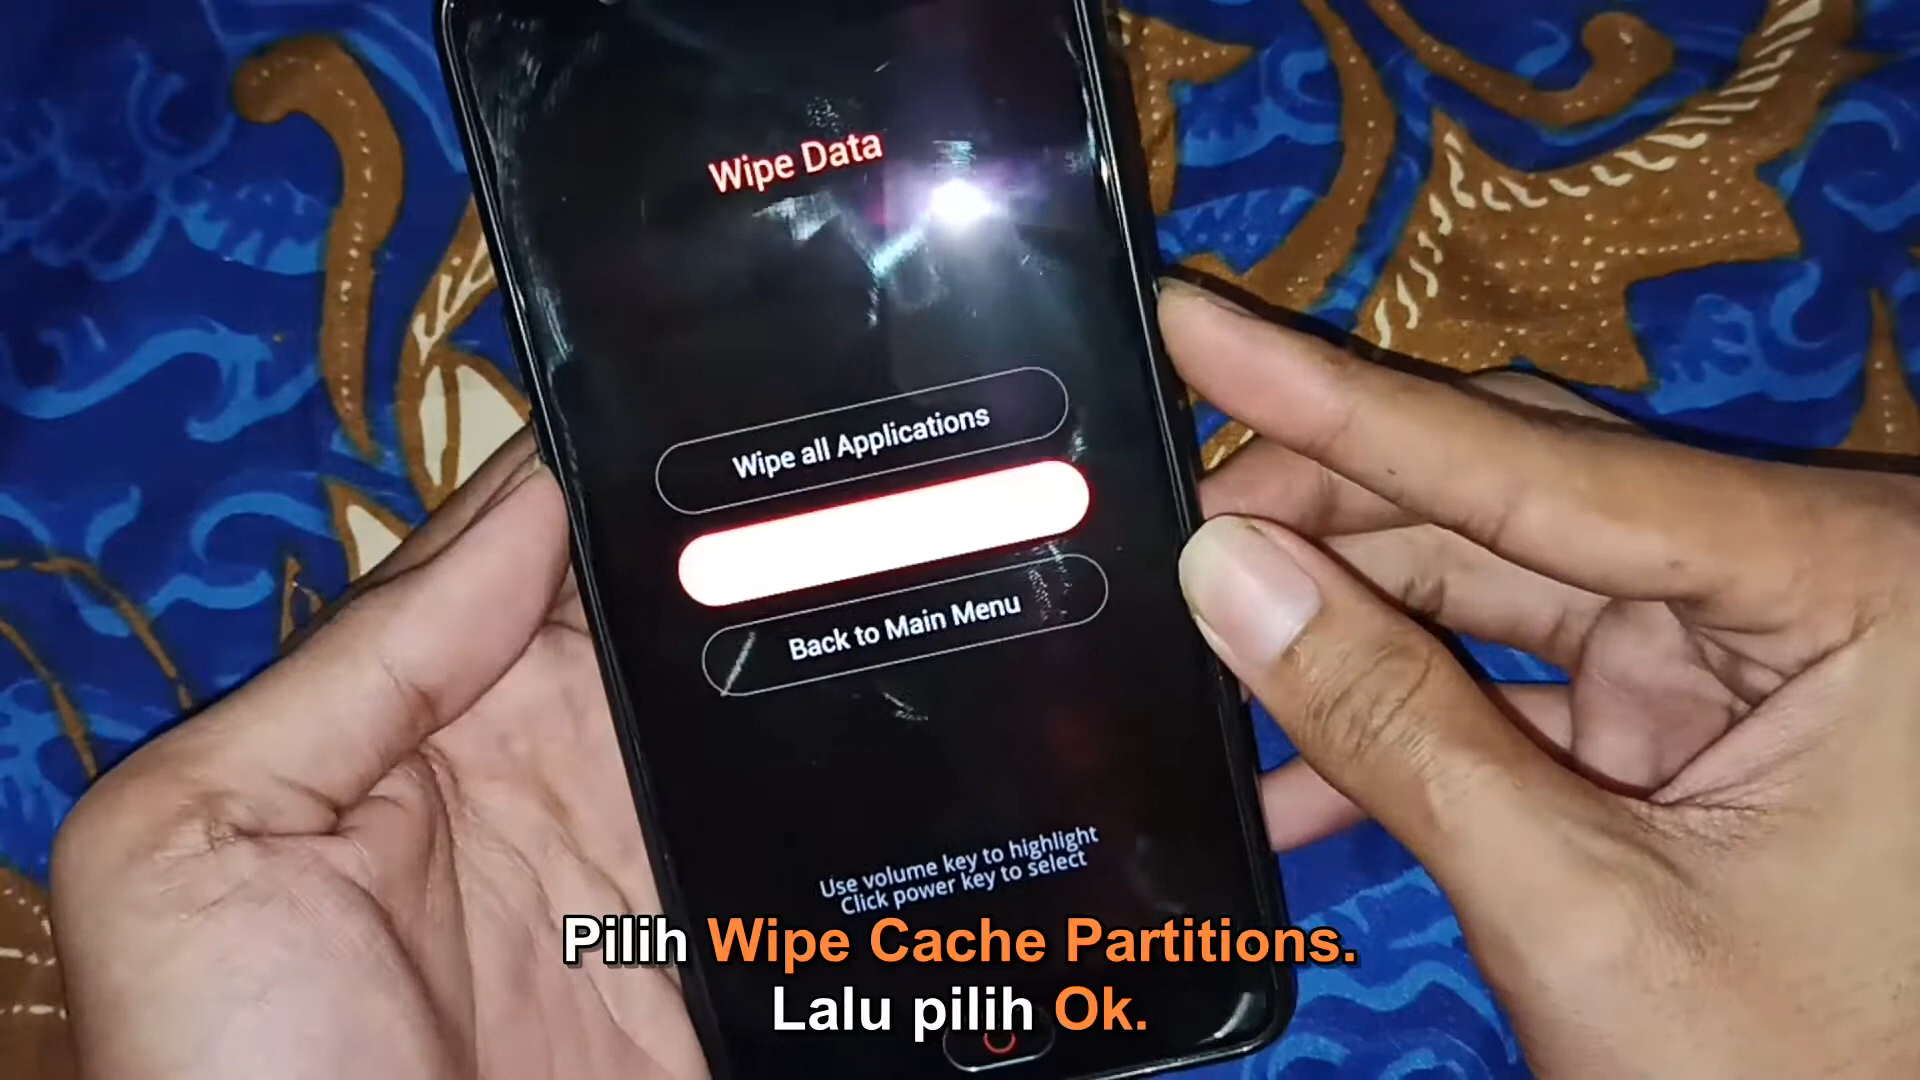 Wipe Data
Wipe all Applications
Back to Main Menu
Use volume key to highlight
Click power key to select
Pilih Wipe Cache Partitions.
Lalu pilih Ok.